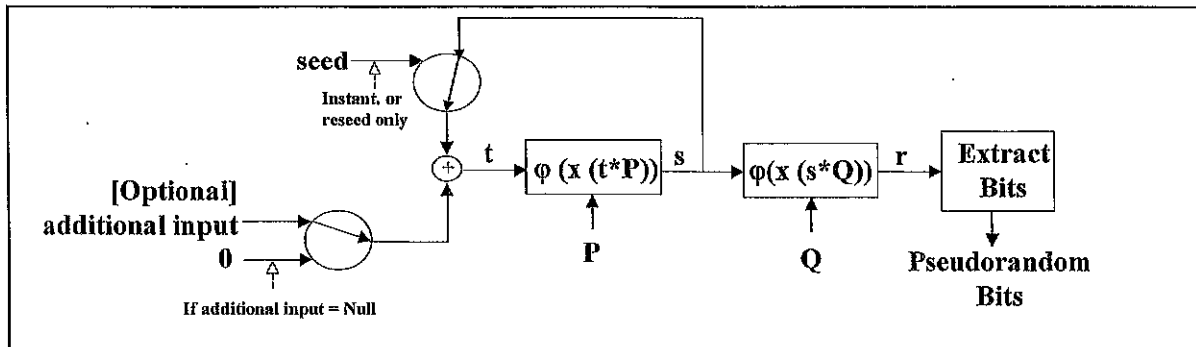 seed
Instant. or
reseed only
[Optional]
additional input
0
If additional input = Null
+
t
φ (x (t*P))
s
P
φ(x (s*Q))
r
Q
Extract
Bits
Pseudorandom
Bits